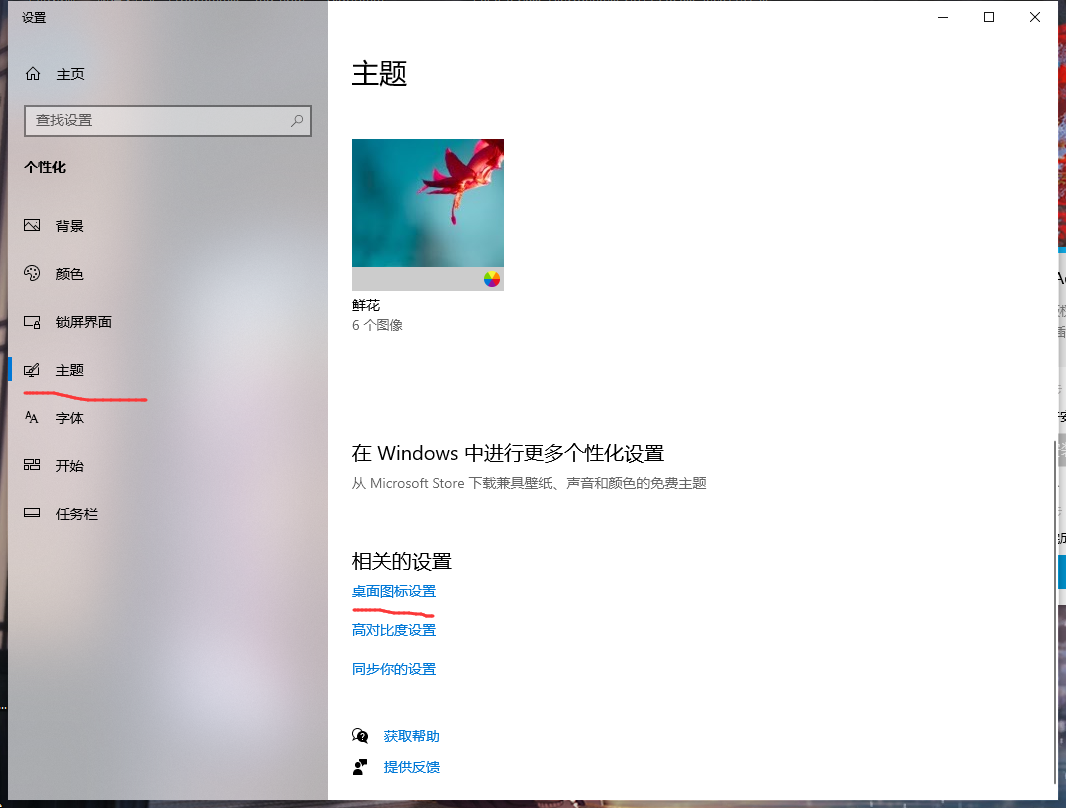 设置
主页
查找设置
个性化
背景
颜色
锁屏界面
主题
字体
开始
任务栏
主题
鲜花
6 个图像
在 Windows 中进行更多个性化设置
从 Microsoft Store 下载兼具壁纸、声音和颜色的免费主题
相关的设置
桌面图标设置
高对比度设置
同步你的设置
获取帮助
提供反馈